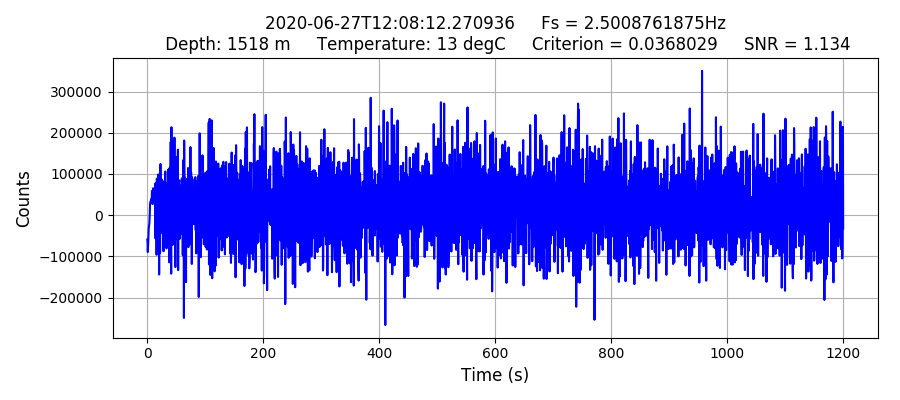 2020-06-27T12:08:12.270936 Fs = 2.5008761875Hz
Depth: 1518 m Temperature: 13 degC Criterion = 0.0368029 SNR = 1.134
Counts
300000
200000
100000
0
−100000
−200000
0 200 400 600 800 1000 1200
Time (s)